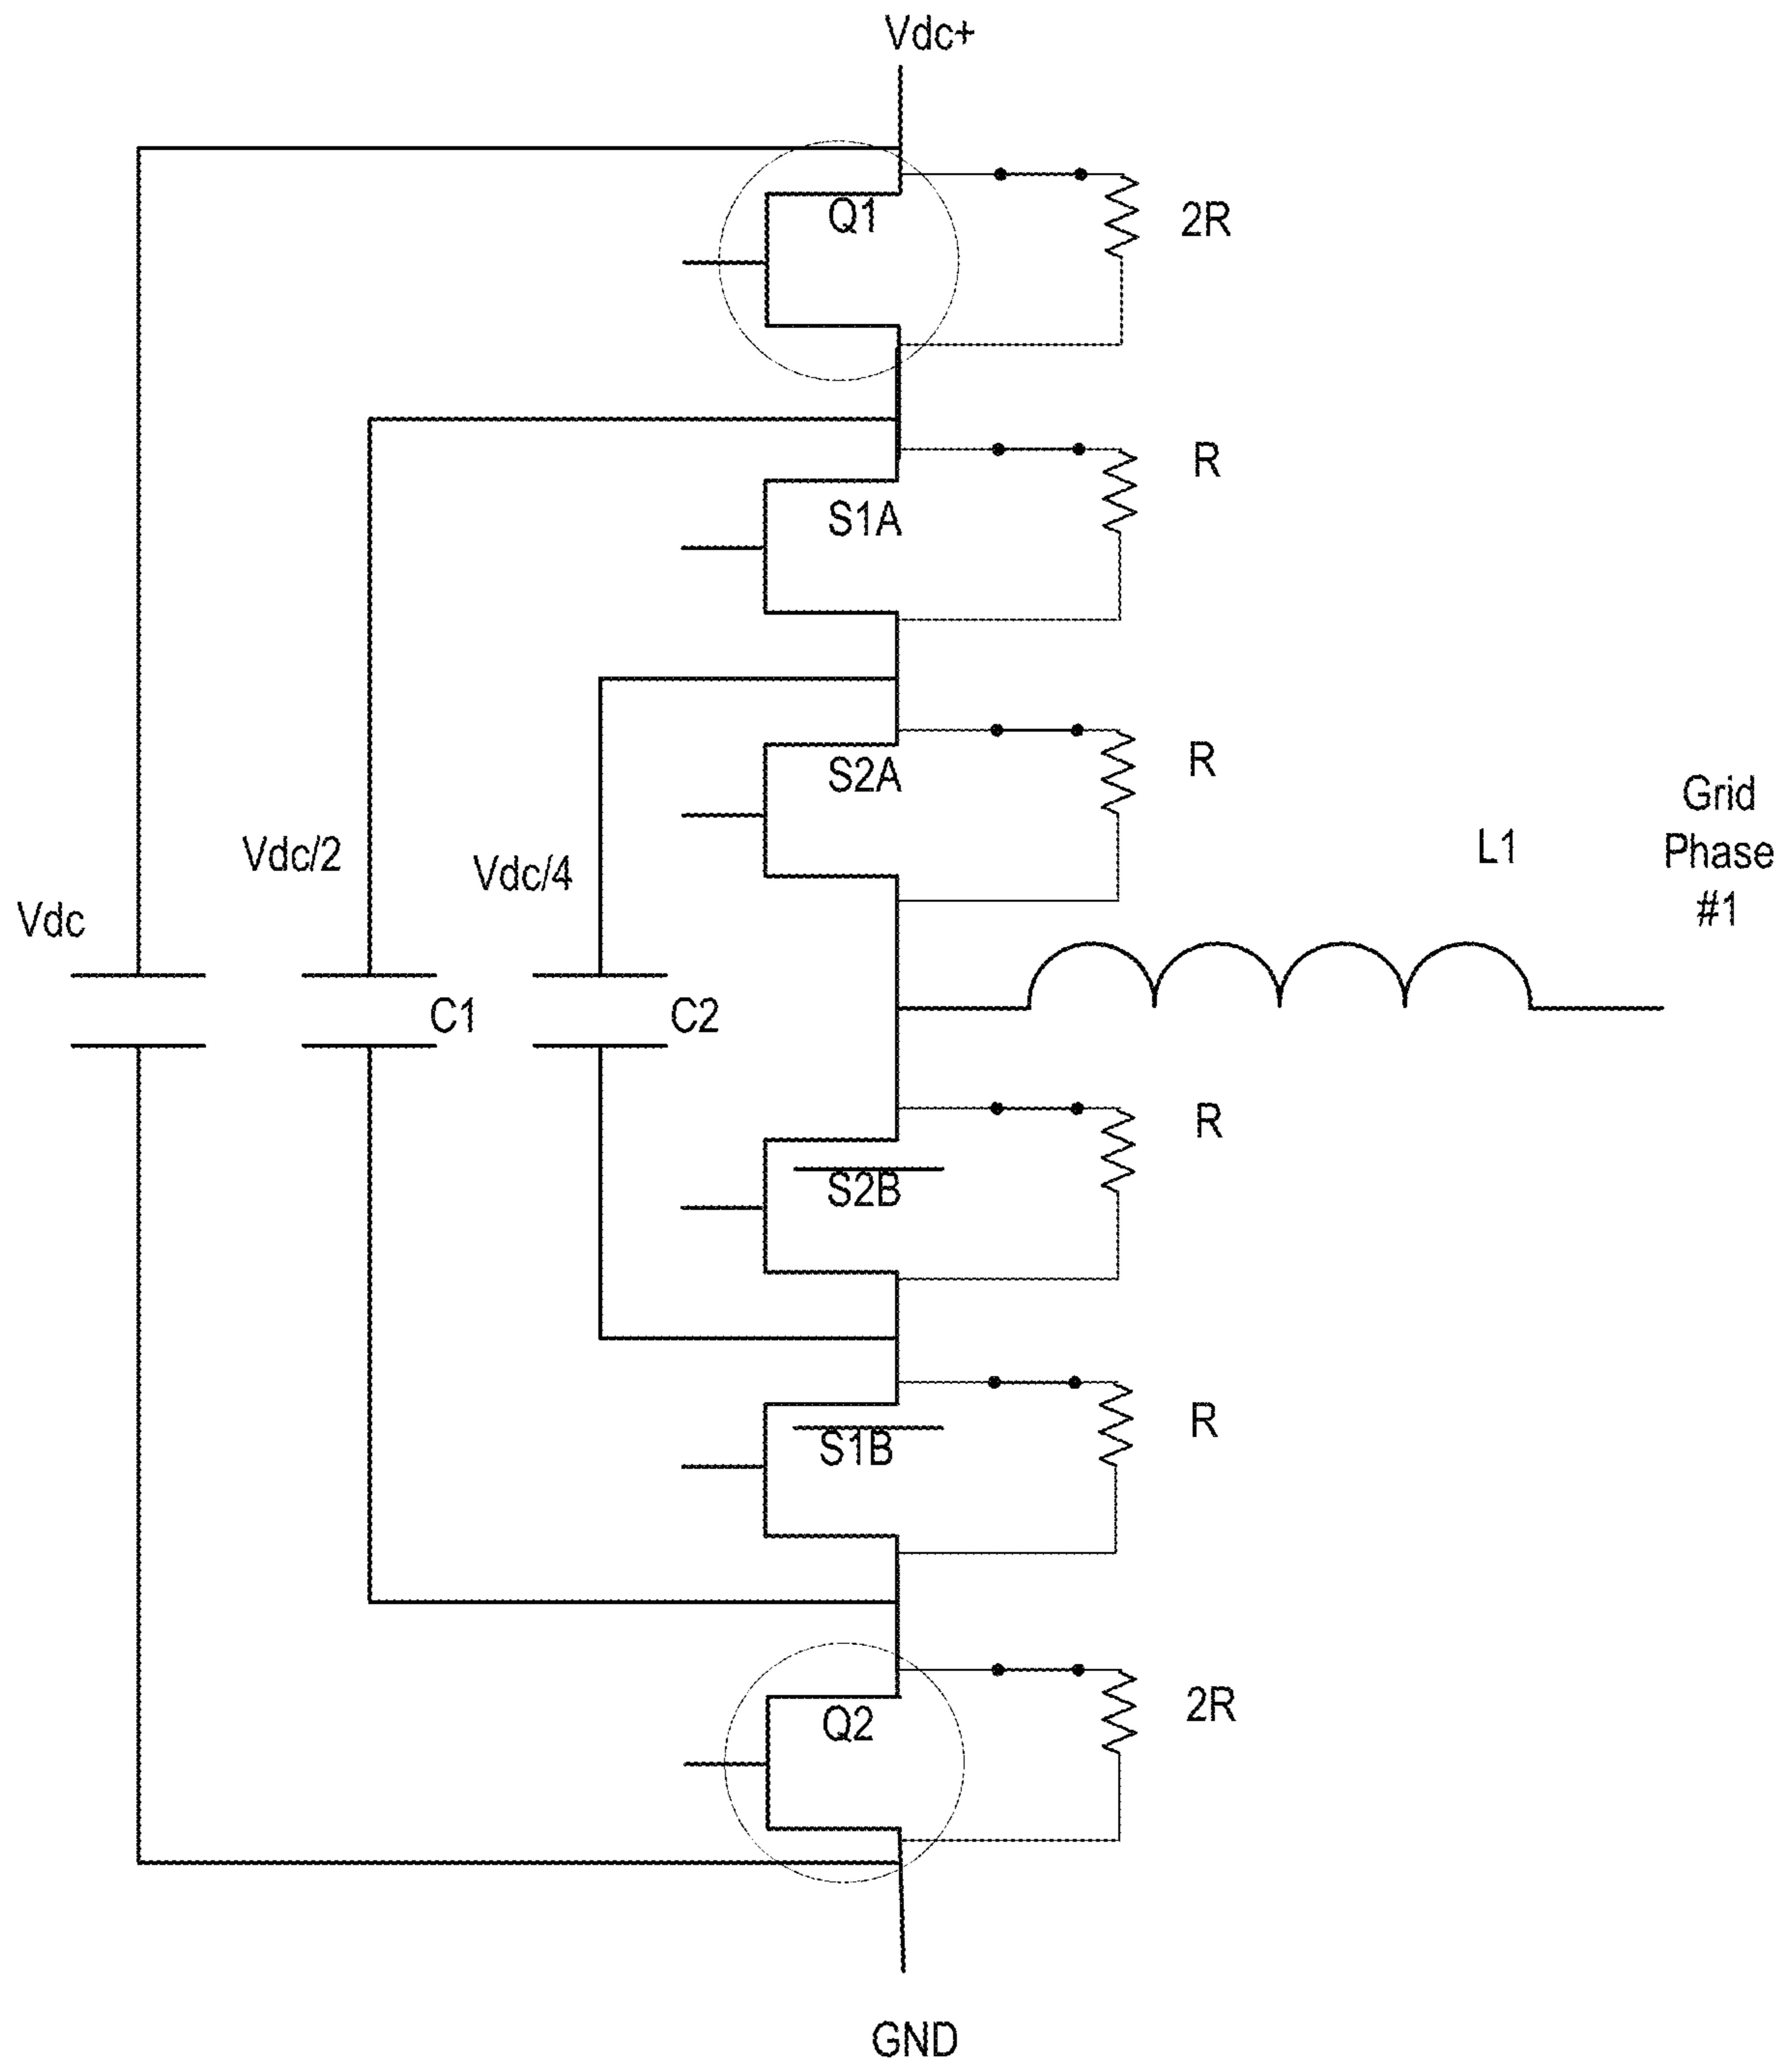 Vdc+
Q1
2R
R
S1A
S2A
R
Grid
Phase
#1
L1
Vdc/2
Vdc/4
Vdc
C1
C2
R
S2B
R
S1B
2R
Q2
GND